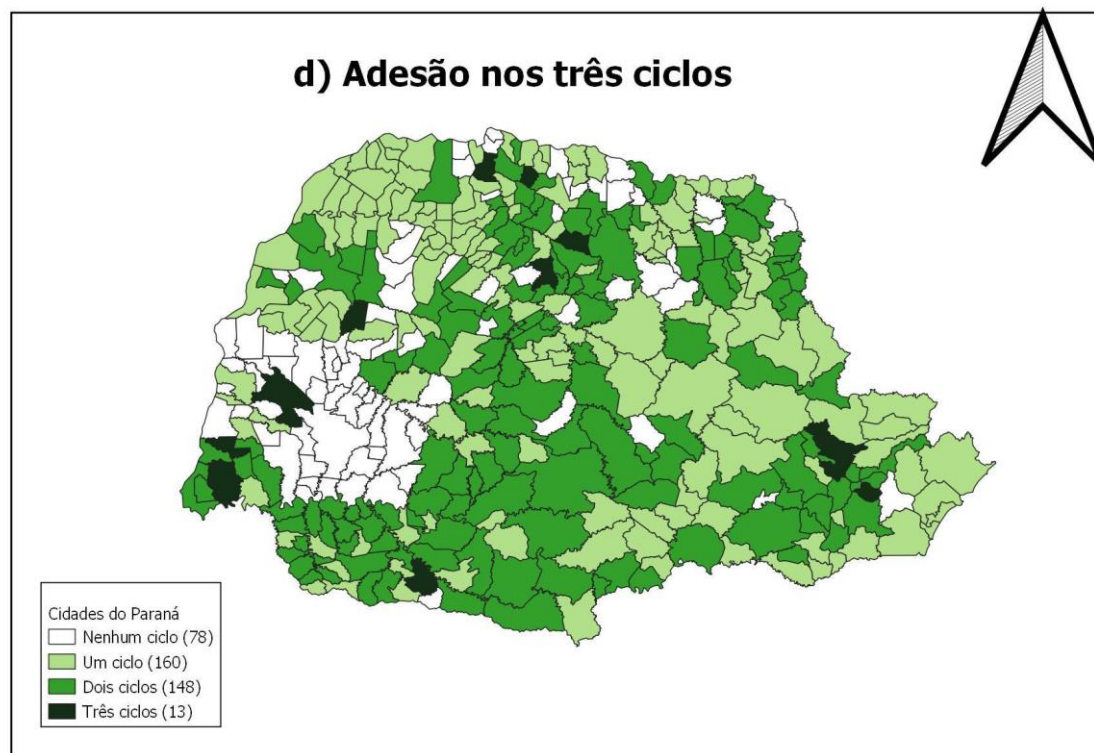 d) Adesão nos três ciclos
Cidades do Paraná
Nenhum ciclo (78)
Um ciclo (160)
Dois ciclos (148)
Três ciclos (13)